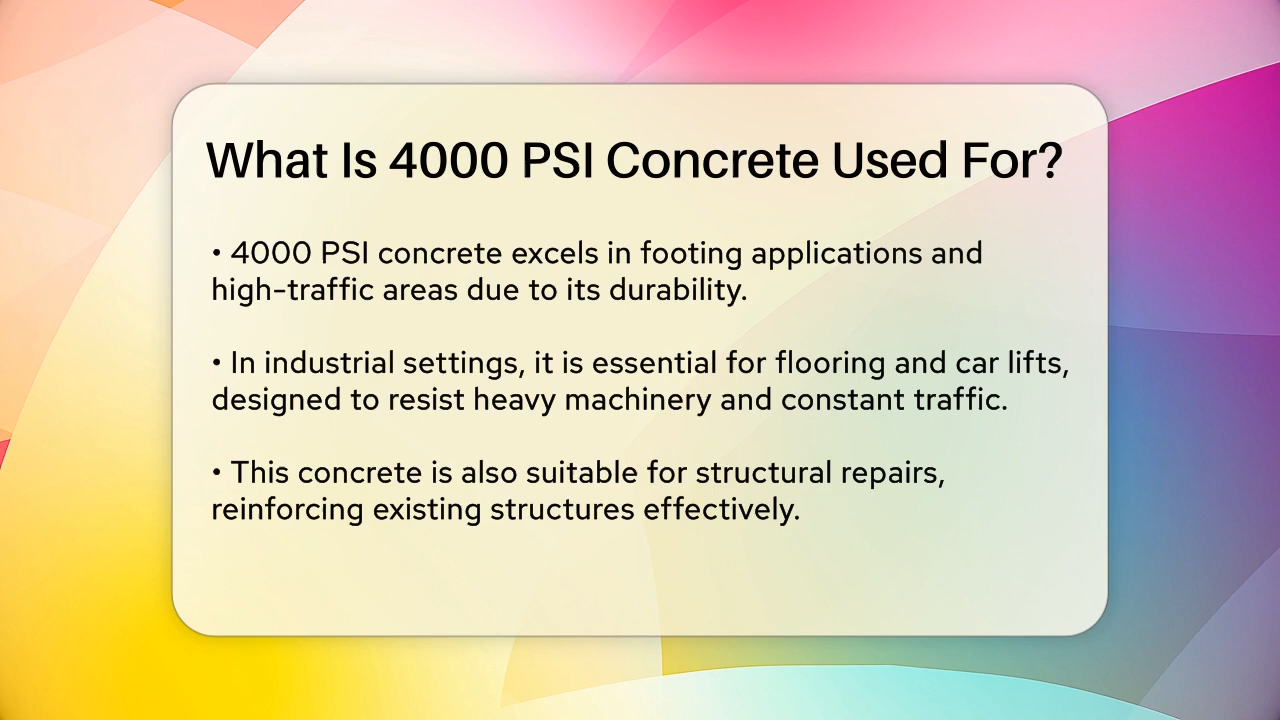 What Is 4000 PSI Concrete Used For?
• 4000 PSI concrete excels in footing applications and
high-traffic areas due to its durability.
• In industrial settings, it is essential for flooring and car lifts,
designed to resist heavy machinery and constant traffic.
• This concrete is also suitable for structural repairs,
reinforcing existing structures effectively.